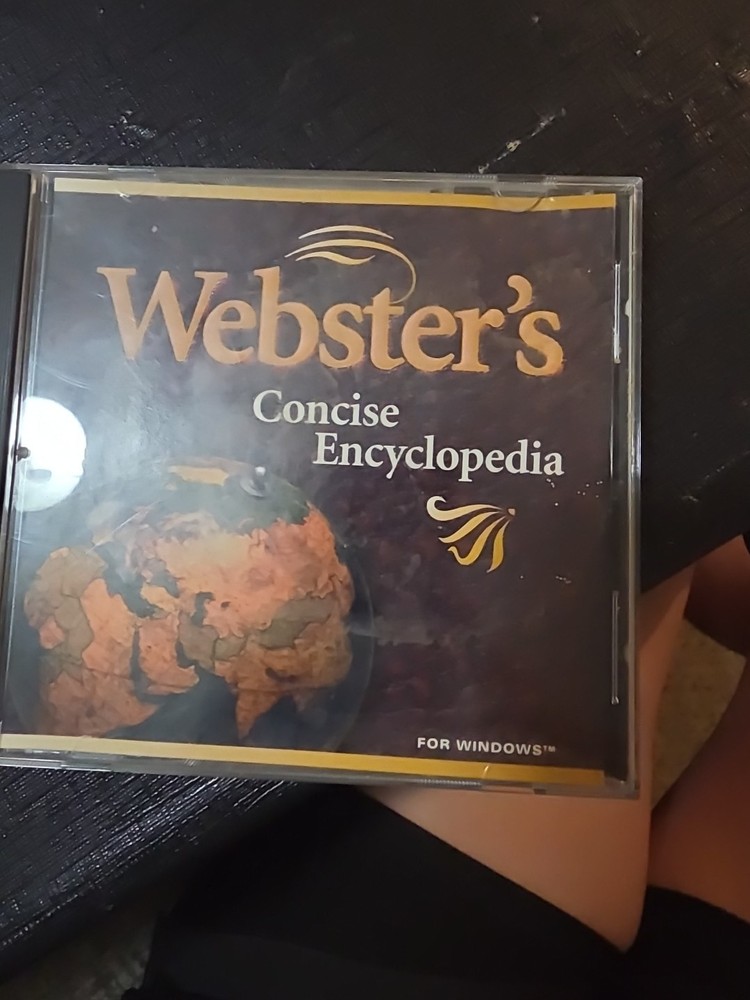 Webster's
Concise
Encyclopedia
FOR WINDOWS™